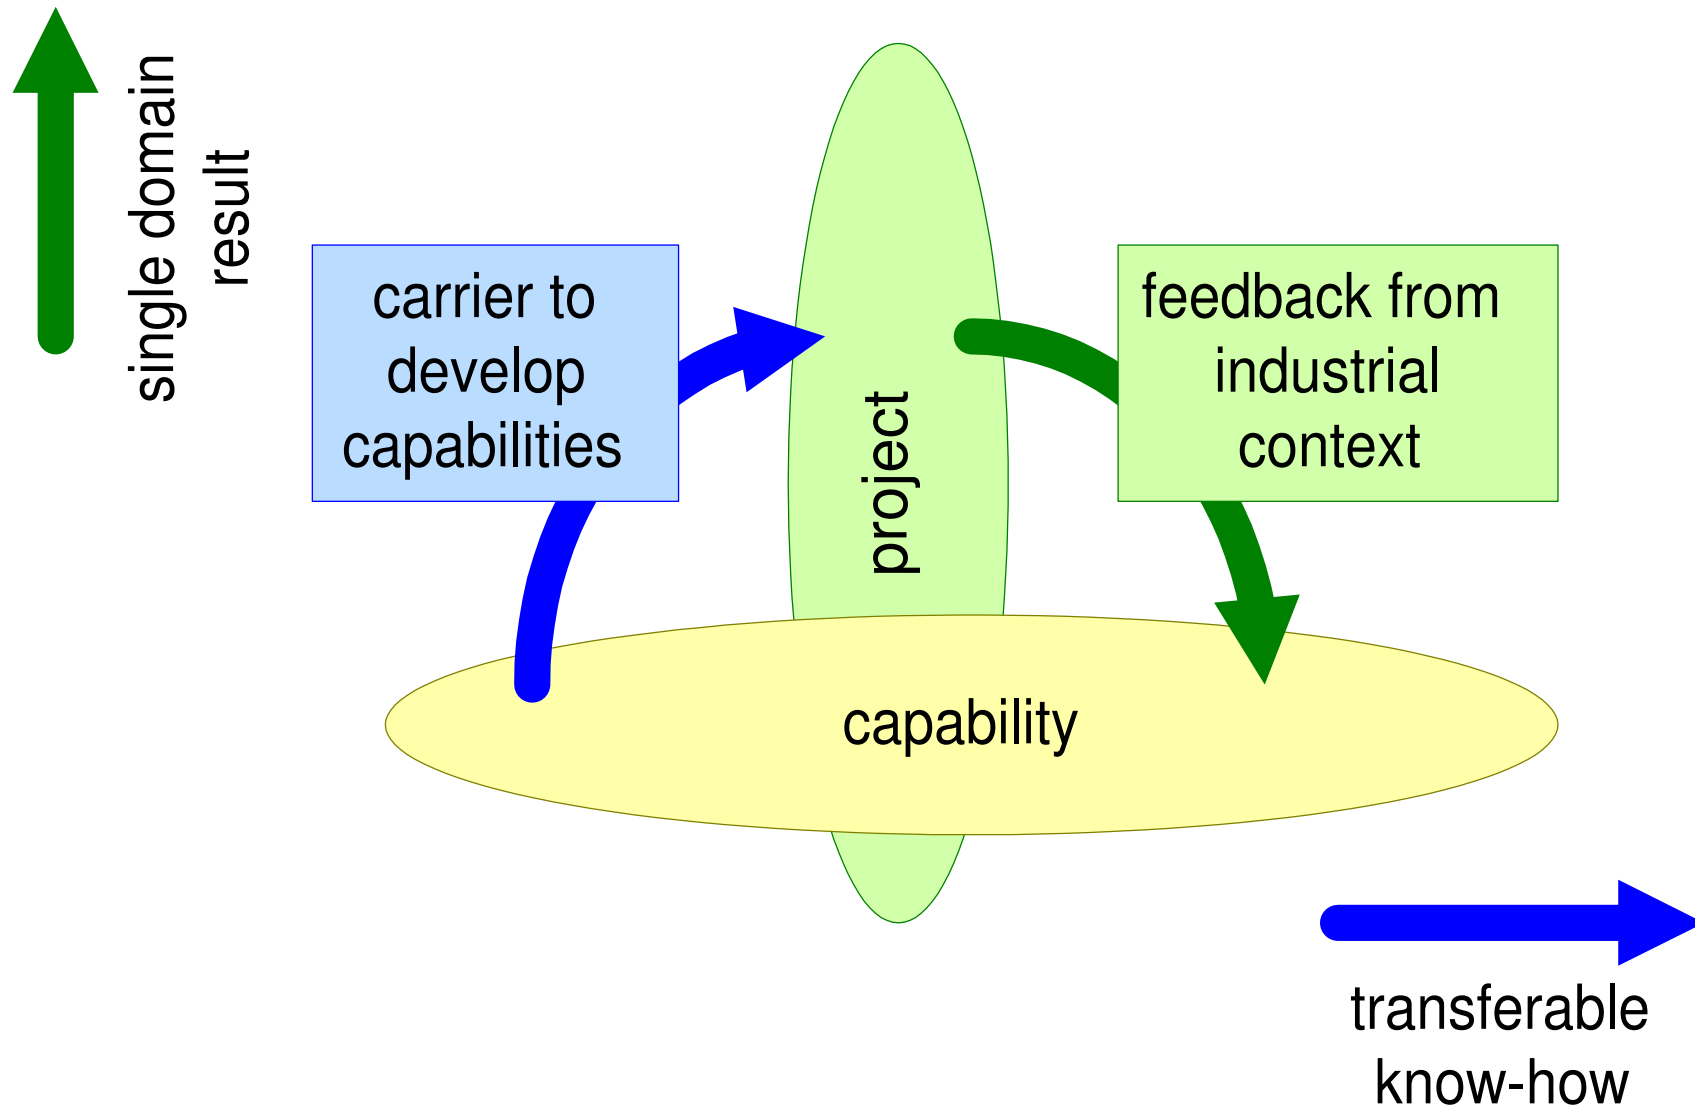 single domain
result
carrier to
develop
capabilities
project
feedback from
industrial
context
capability
transferable
know-how